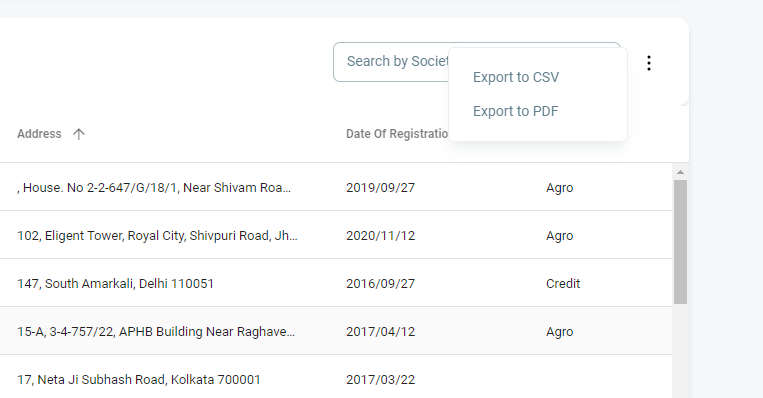 Search by Societ
Export to CSV
Export to PDF
Address
Date Of Registratio
, House. No 2-2-647/G/18/1, Near Shivam Roa...
2019/09/27
Agro
102, Eligent Tower, Royal City, Shivpuri Road, Jh...
2020/11/12
Agro
147, South Amarkali, Delhi 110051
2016/09/27
Credit
15-A, 3-4-757/22, APHB Building Near Raghave...
2017/04/12
Agro
17, Neta Ji Subhash Road, Kolkata 700001
2017/03/22